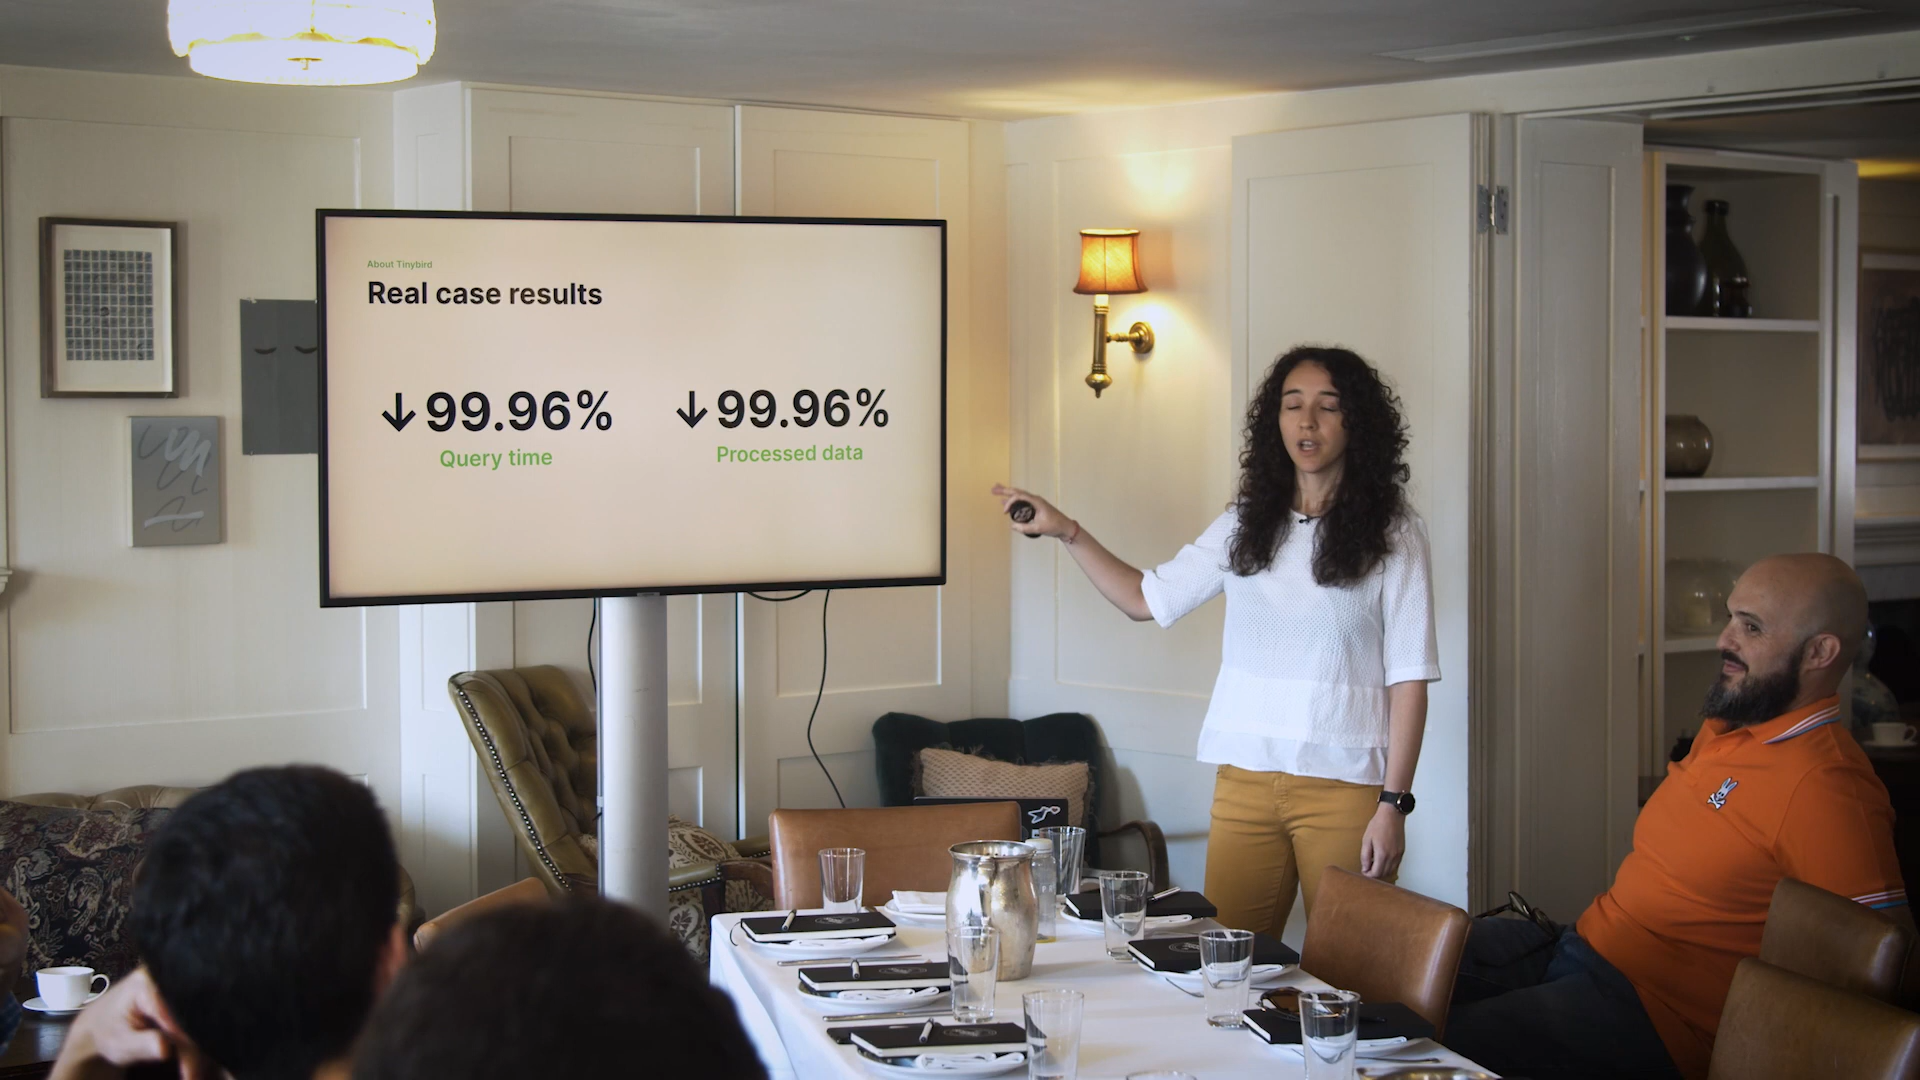 About Tinybird
Real case results
↓99.96%
Query time
↓99.96%
Processed data